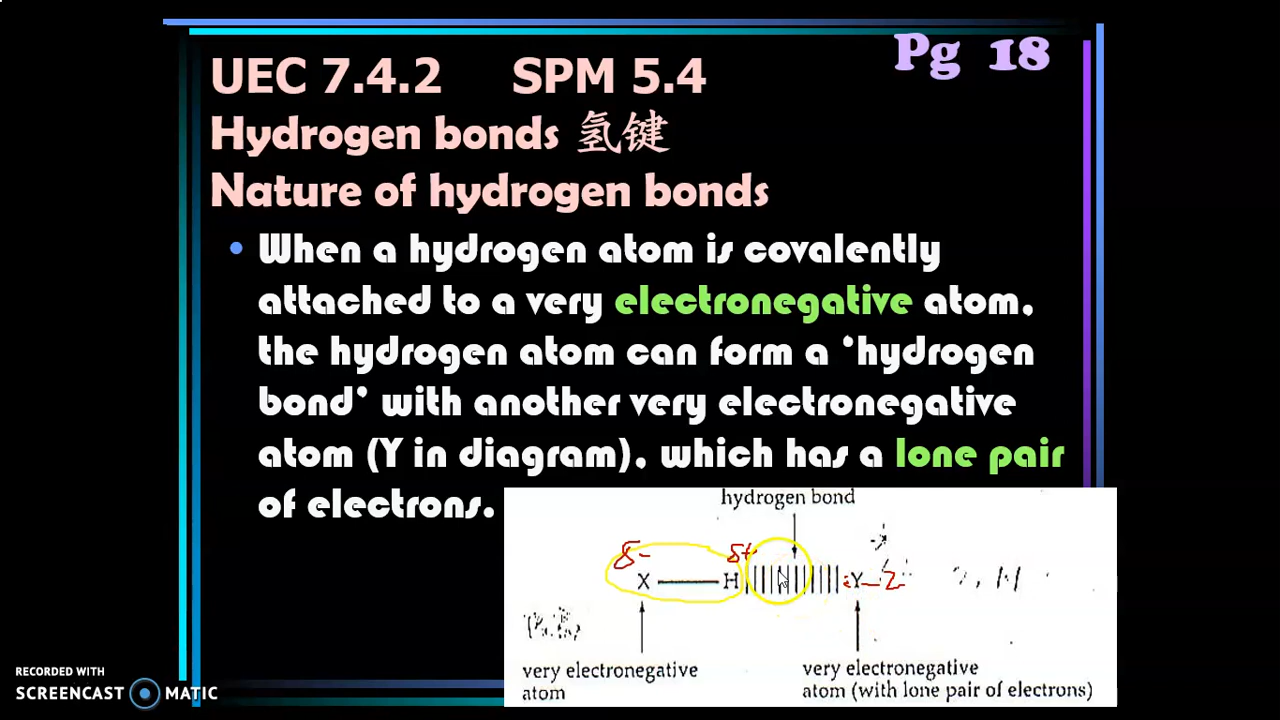 Pg 18
UEC 7.4.2 SPM 5.4
Hydrogen bonds 氢键
Nature of hydrogen bonds
• When a hydrogen atom is covalently
attached to a very electronegative atom,
the hydrogen atom can form a ‘hydrogen
bond’ with another very electronegative
atom (Y in diagram), which has a lone pair
of electrons.
hydrogen bond
δ- δ+
X H :Y-Z
very electronegative
atom
very electronegative
atom (with lone pair of electrons)
RECORDED WITH
SCREENCAST MATIC